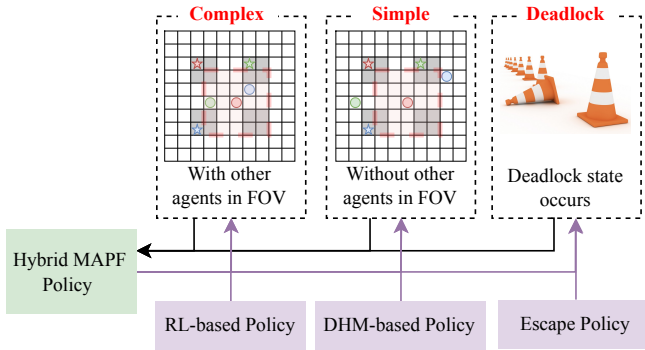 Complex
Simple
Deadlock
With other
agents in FOV
Without other
agents in FOV
Deadlock state
occurs
Hybrid MAPF
Policy
RL-based Policy
DHM-based Policy
Escape Policy